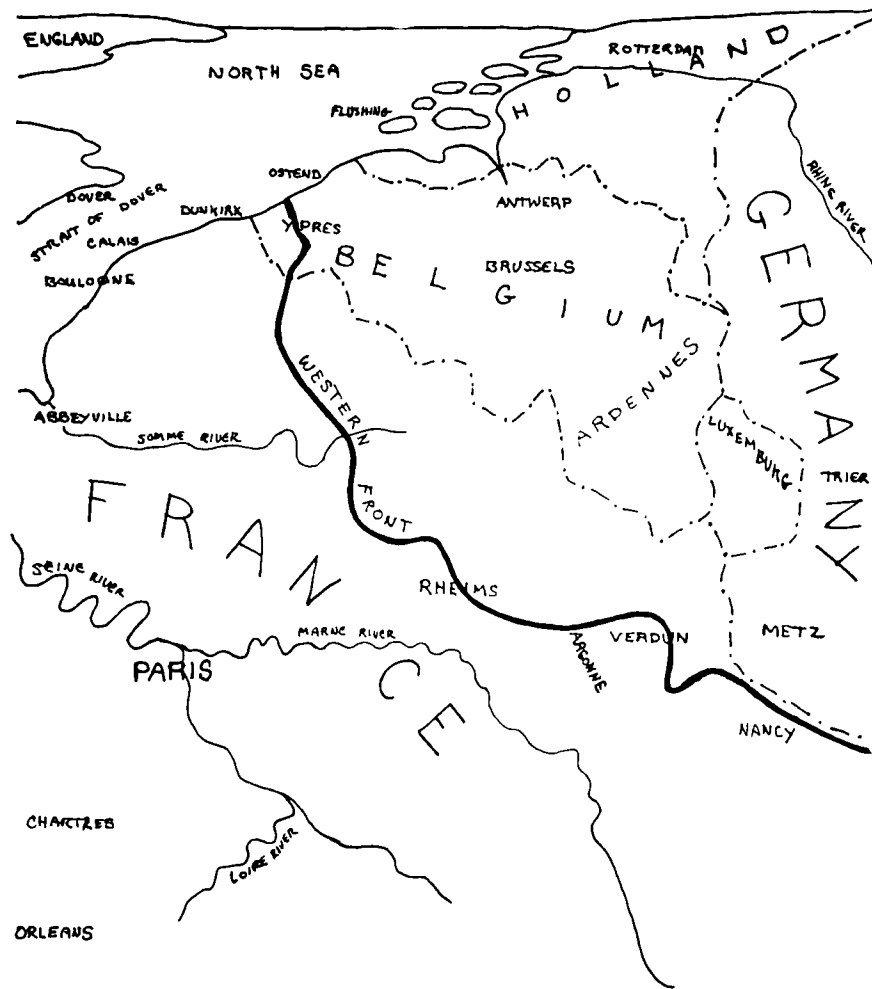 ENGLAND
NORTH SEA
ROTTERDAM
HOLLAND
FLUSHING
RHINE RIVER
OSTEND
DOVER
STRAIT OF DOVER
DUNKIRK
ANTWERP
CALAIS
YPRES
BOULOGNE
BELGIUM
BRUSSELS
GERMANY
ARDENNES
WESTERN
FRONT
ABBEYVILLE
SOMME RIVER
LUXEMBURG
TRIER
FRANCE
SEINE RIVER
RHEIMS
MARNE RIVER
ARGONNE
VERDUN
METZ
PARIS
NANCY
CHARTRES
LOIRE RIVER
ORLEANS